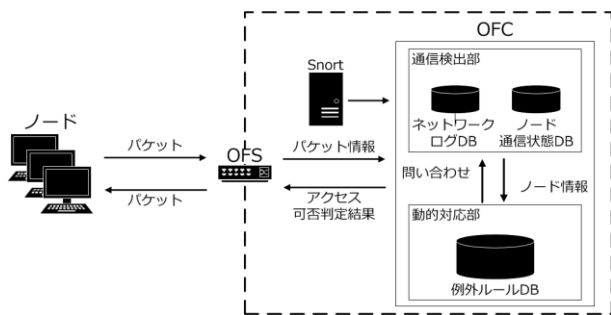 OFC
通信検出部
Snort
ネットワーク
ログDB
ノード
通信状態DB
ノード
パケット
OFS
パケット情報
パケット
アクセス
可否判定結果
問い合わせ
ノード情報
動的対応部
例外ルールDB